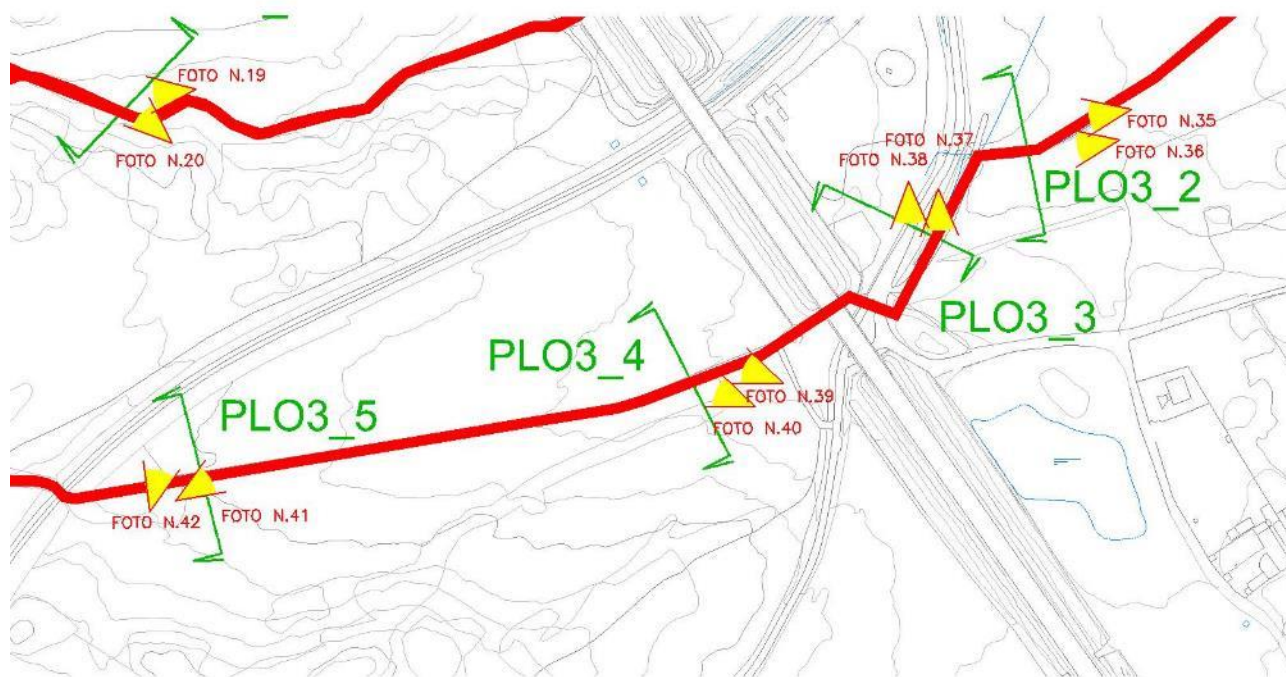 FOTO N.19
FOTO N.20
FOTO N.35
FOTO N.37
FOTO N.36
FOTO N.38
PLO3_2
PLO3_3
PLO3_4
FOTO N.39
PLO3_5
FOTO N.40
FOTO N.42
FOTO N.41